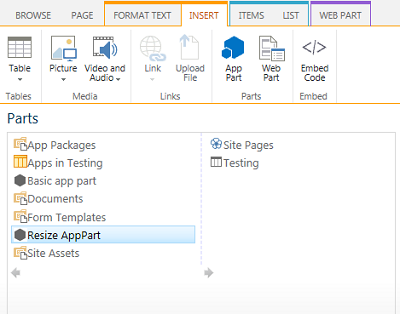 BROWSE PAGE FORMAT TEXT INSERT ITEMS LIST WEB PART
Table Picture Video and Audio Link Upload File App Part Web Part Embed Code
Tables Media Links Parts Embed
Parts
App Packages
Apps in Testing
Basic app part
Documents
Form Templates
Resize AppPart
Site Assets
Site Pages
Testing